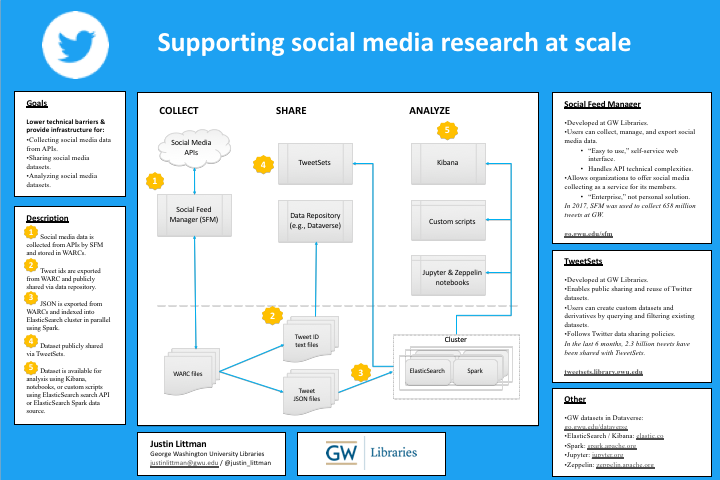 Supporting social media research at scale
Goals
Lower technical barriers &
provide infrastructure for:
•Collecting social media data
from APIs.
•Sharing social media
datasets.
•Analyzing social media
datasets.
Description
1 Social media data is
collected from APIs by SFM
and stored in WARCs.
2 Tweet ids are exported
from WARC and publicly
shared via data repository.
3 JSON is exported from
WARCs and indexed into
ElasticSearch cluster in parallel
using Spark.
4 Dataset publicly shared
via TweetSets.
5 Dataset is available for
analysis using Kibana,
notebooks, or custom scripts
using ElasticSearch search API
or ElasticSearch Spark data
source.
COLLECT
SHARE
ANALYZE
Social Media
APIs
1
Social Feed
Manager (SFM)
4
TweetSets
Data Repository
(e.g., Dataverse)
5
Kibana
Custom scripts
Jupyter & Zeppelin
notebooks
2
Tweet ID
text files
WARC files
Tweet
JSON files
3
Cluster
ElasticSearch
Spark
Justin Littman
George Washington University Libraries
justinlittman@gwu.edu / @justin_littman
GW Libraries
Social Feed Manager
•Developed at GW Libraries.
•Users can collect, manage, and export social
media data.
• "Easy to use," self-service web
interface.
• Handles API technical complexities.
•Allows organizations to offer social media
collecting as a service for its members.
• "Enterprise," not personal solution.
In 2017, SFM was used to collect 658 million
tweets at GW.
go.gwu.edu/sfm
TweetSets
•Developed at GW Libraries.
•Enables public sharing and reuse of Twitter
datasets.
•Users can create custom datasets and
derivatives by querying and filtering existing
datasets.
•Follows Twitter data sharing policies.
In the last 6 months, 2.3 billion tweets have
been shared with TweetSets.
tweetsets.library.gwu.edu
Other
•GW datasets in Dataverse:
go.gwu.edu/dataverse
•ElasticSearch / Kibana: elastic.co
•Spark: spark.apache.org
•Jupyter: jupyter.org
•Zeppelin: zeppelin.apache.org